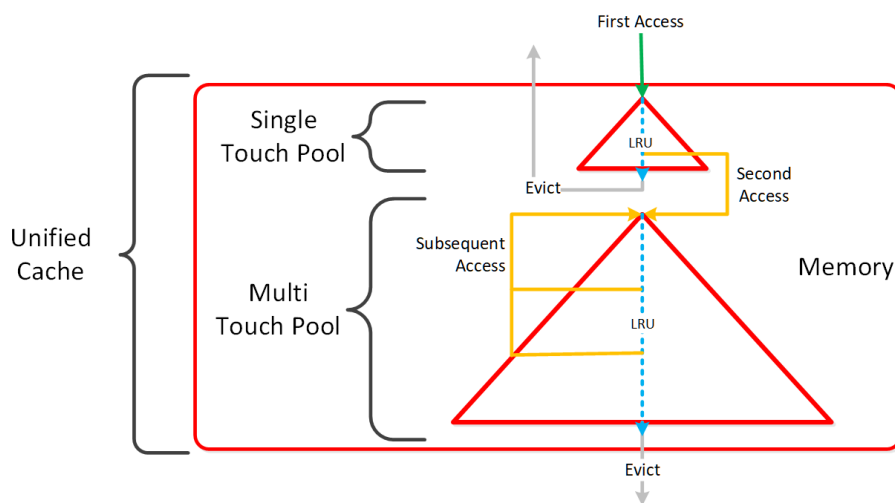 First Access
Single
Touch Pool
LRU
Evict
Second
Access
Unified
Cache
Subsequent
Access
Memory
Multi
Touch Pool
LRU
Evict